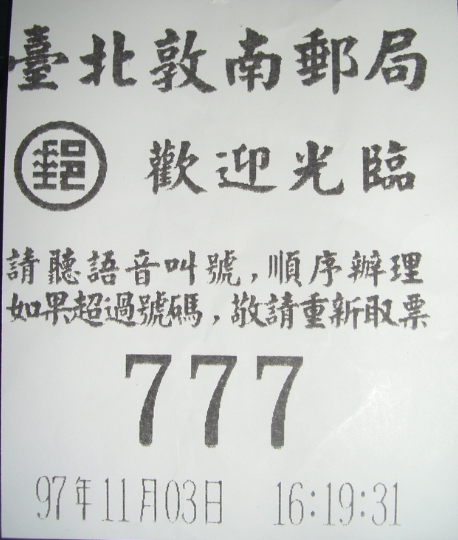 臺北敦南郵局
郵 歡迎光臨
請聽語音叫號，順序辦理
如果超過號碼，敬請重新取票
777
97年11月03日 16:19:31